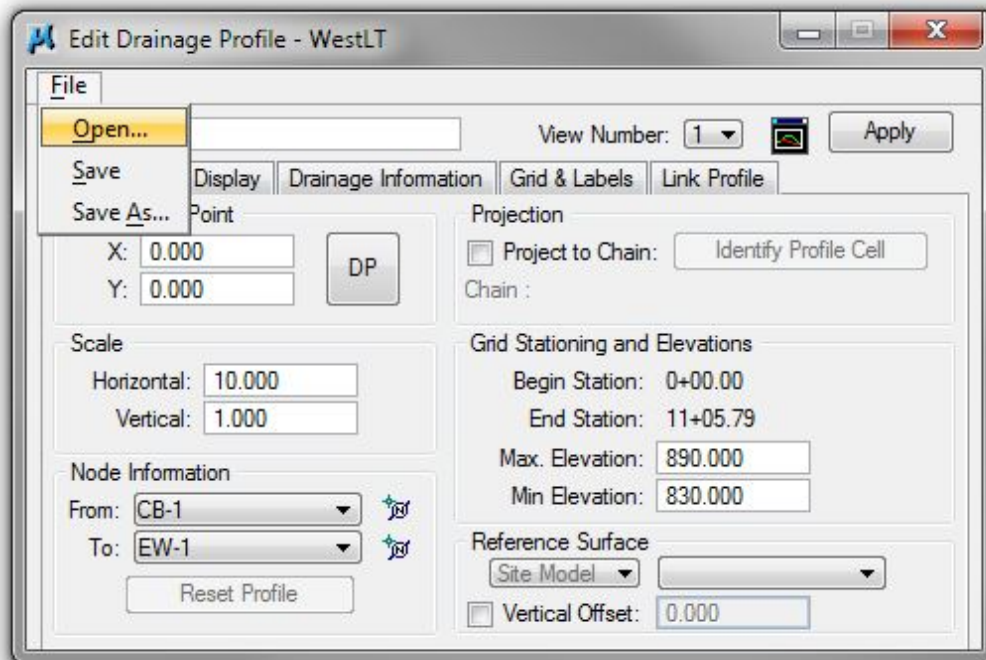 Edit Drainage Profile - WestLT
File
Open...
Save
Save As...
View Number: 1
Apply
Display
Drainage Information
Grid & Labels
Link Profile
Point
X: 0.000
Y: 0.000
DP
Projection
Project to Chain:
Identify Profile Cell
Chain :
Scale
Horizontal: 10.000
Vertical: 1.000
Grid Stationing and Elevations
Begin Station: 0+00.00
End Station: 11+05.79
Max. Elevation: 890.000
Min Elevation: 830.000
Node Information
From: CB-1
To: EW-1
Reset Profile
Reference Surface
Site Model
Vertical Offset: 0.000